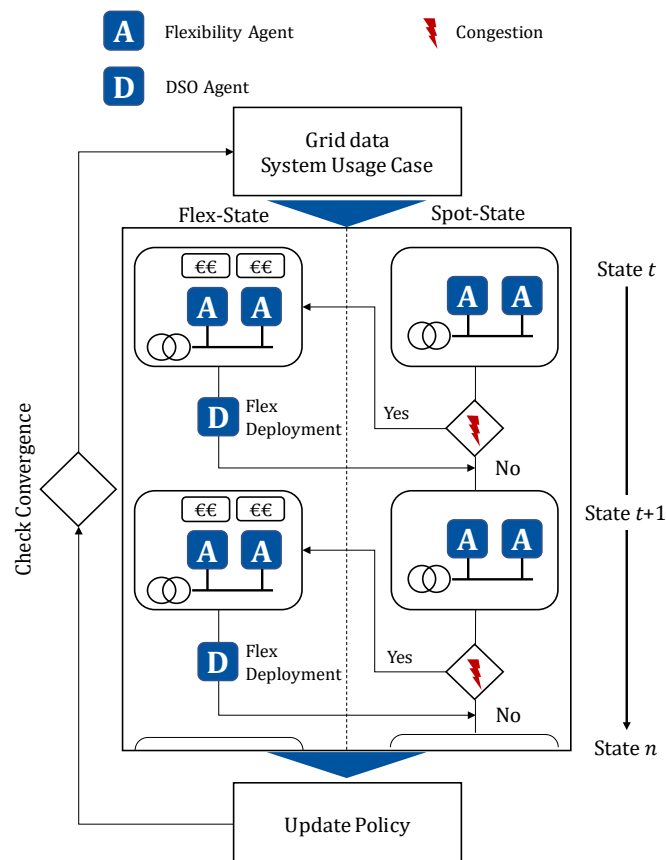 A Flexibility Agent
Congestion
D DSO Agent
Grid data
System Usage Case
Flex-State
Spot-State
€€ €€
A A
A A
State t
D Flex
Deployment
Yes
No
Check Convergence
€€ €€
A A
A A
State t+1
D Flex
Deployment
Yes
No
State n
Update Policy